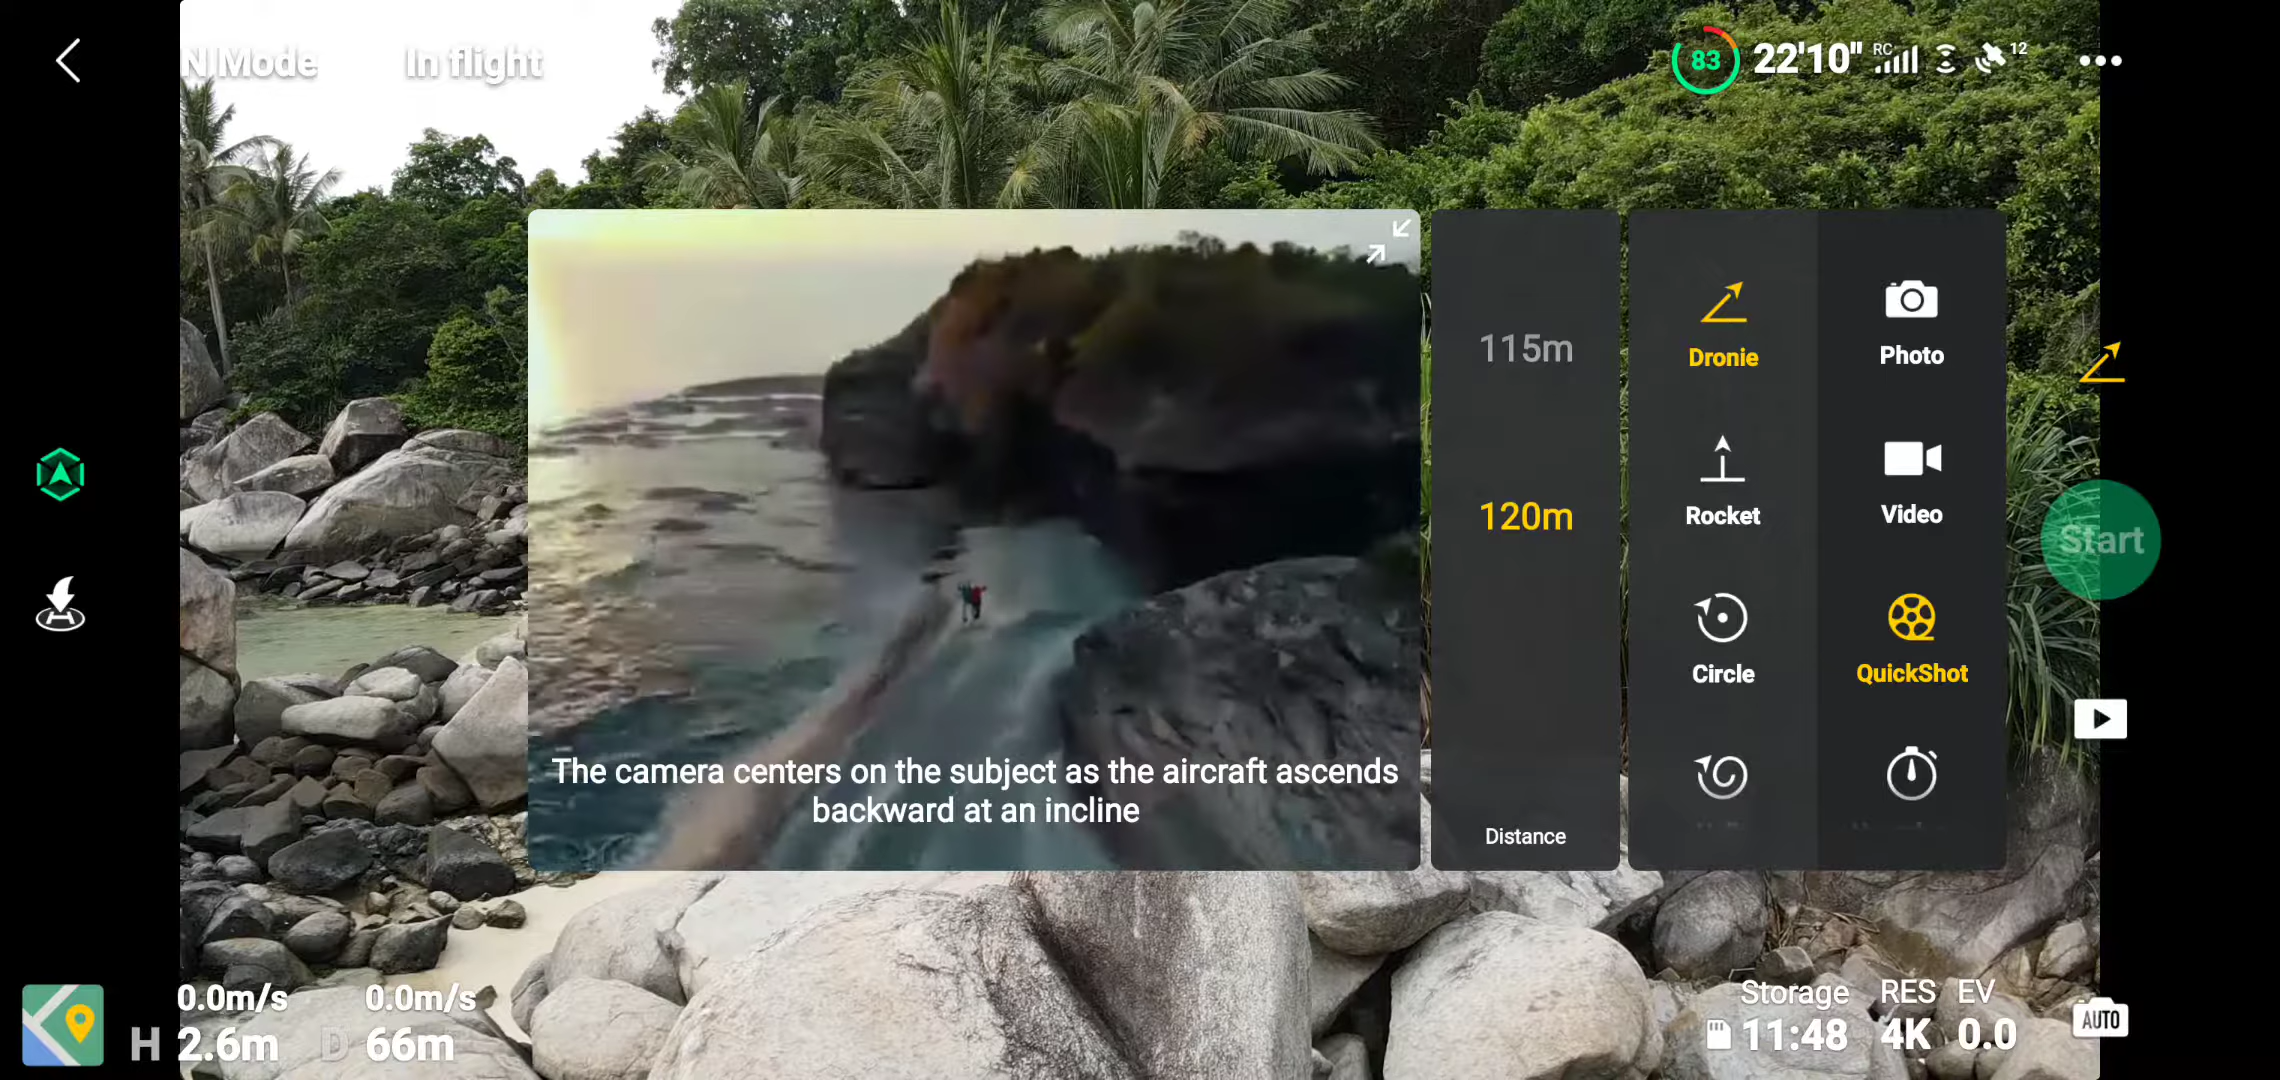 N Mode
In flight
83
22'10"
RC
12
115m
120m
Distance
Dronie
Rocket
Circle
Photo
Video
QuickShot
Start
The camera centers on the subject as the aircraft ascends
backward at an incline
0.0m/s
0.0m/s
H 2.6m
D 66m
Storage
RES
EV
11:48
4K
0.0
AUTO